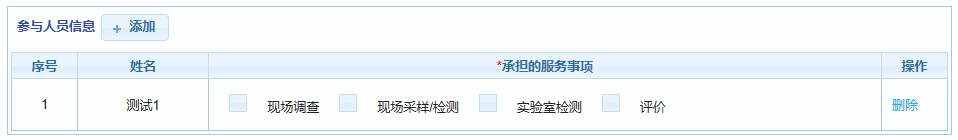 参与人员信息 + 添加
序号 姓名 *承担的服务事项 操作
1 测试1 现场调查 现场采样/检测 实验室检测 评价 删除